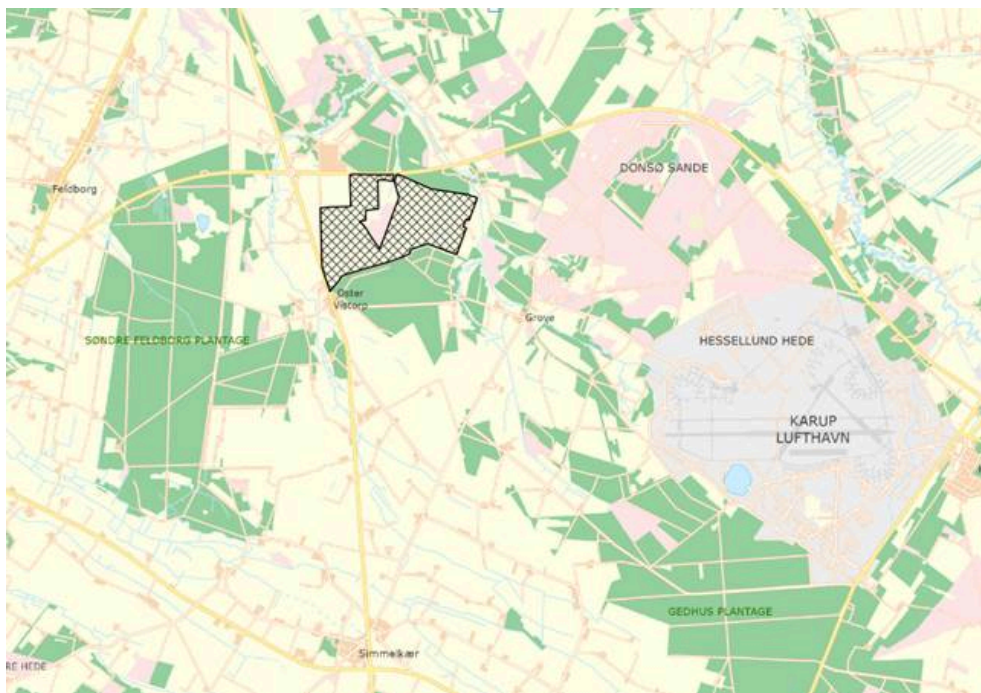 DONSØ SANDE
Feldborg
Øster
Vistorp
Grove
SØNDRE FELDBORG PLANTAGE
HESSELLUND HEDE
KARUP
LUFTHAVN
GEDHUS PLANTAGE
Simmelkær
RE HEDE